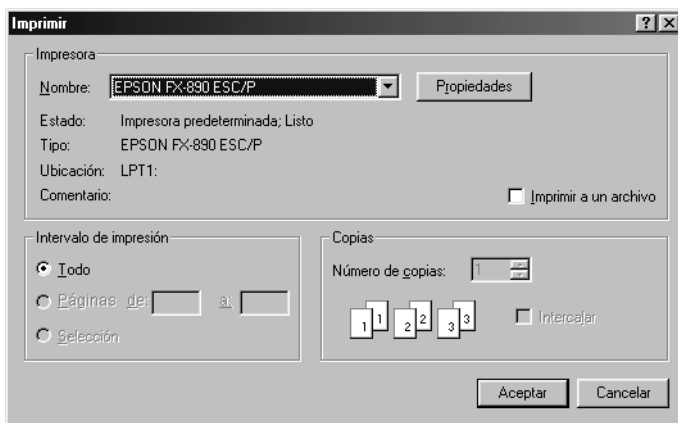 Imprimir
Impresora
Nombre: EPSON FX-890 ESC/P Propiedades
Estado: Impresora predeterminada; Listo
Tipo: EPSON FX-890 ESC/P
Ubicación: LPT1:
Comentario: Imprimir a un archivo
Intervalo de impresión
Todo
Páginas de: a:
Selección
Copias
Número de copias: 1
1 1 2 2 3 3 Intercalar
Aceptar Cancelar